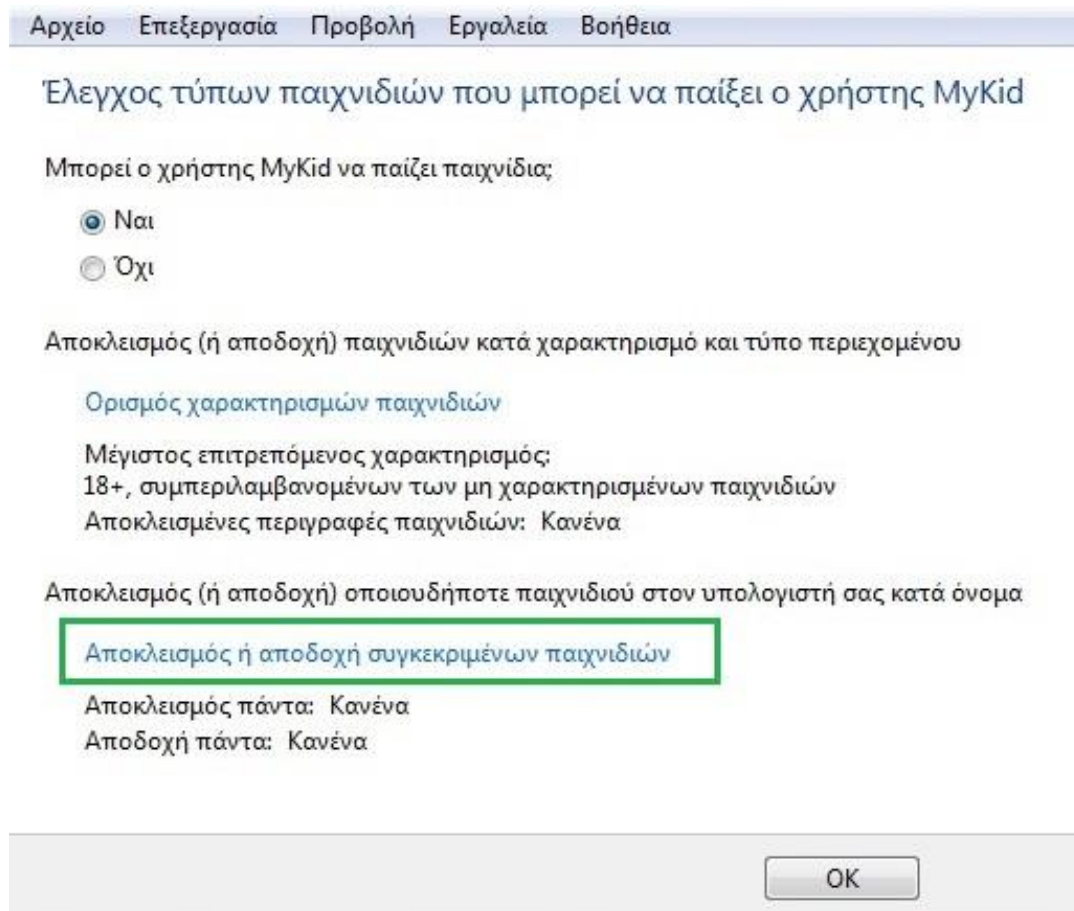 Αρχείο Επεξεργασία Προβολή Εργαλεία Βοήθεια
Έλεγχος τύπων παιχνιδιών που μπορεί να παίξει ο χρήστης MyKid
Μπορεί ο χρήστης MyKid να παίζει παιχνίδια;
Ναι
Όχι
Αποκλεισμός (ή αποδοχή) παιχνιδιών κατά χαρακτηρισμό και τύπο περιεχομένου
Ορισμός χαρακτηρισμών παιχνιδιών
Μέγιστος επιτρεπόμενος χαρακτηρισμός:
18+, συμπεριλαμβανομένων των μη χαρακτηρισμένων παιχνιδιών
Αποκλεισμένες περιγραφές παιχνιδιών: Κανένα
Αποκλεισμός (ή αποδοχή) οποιουδήποτε παιχνιδιού στον υπολογιστή σας κατά όνομα
Αποκλεισμός ή αποδοχή συγκεκριμένων παιχνιδιών
Αποκλεισμός πάντα: Κανένα
Αποδοχή πάντα: Κανένα
OK